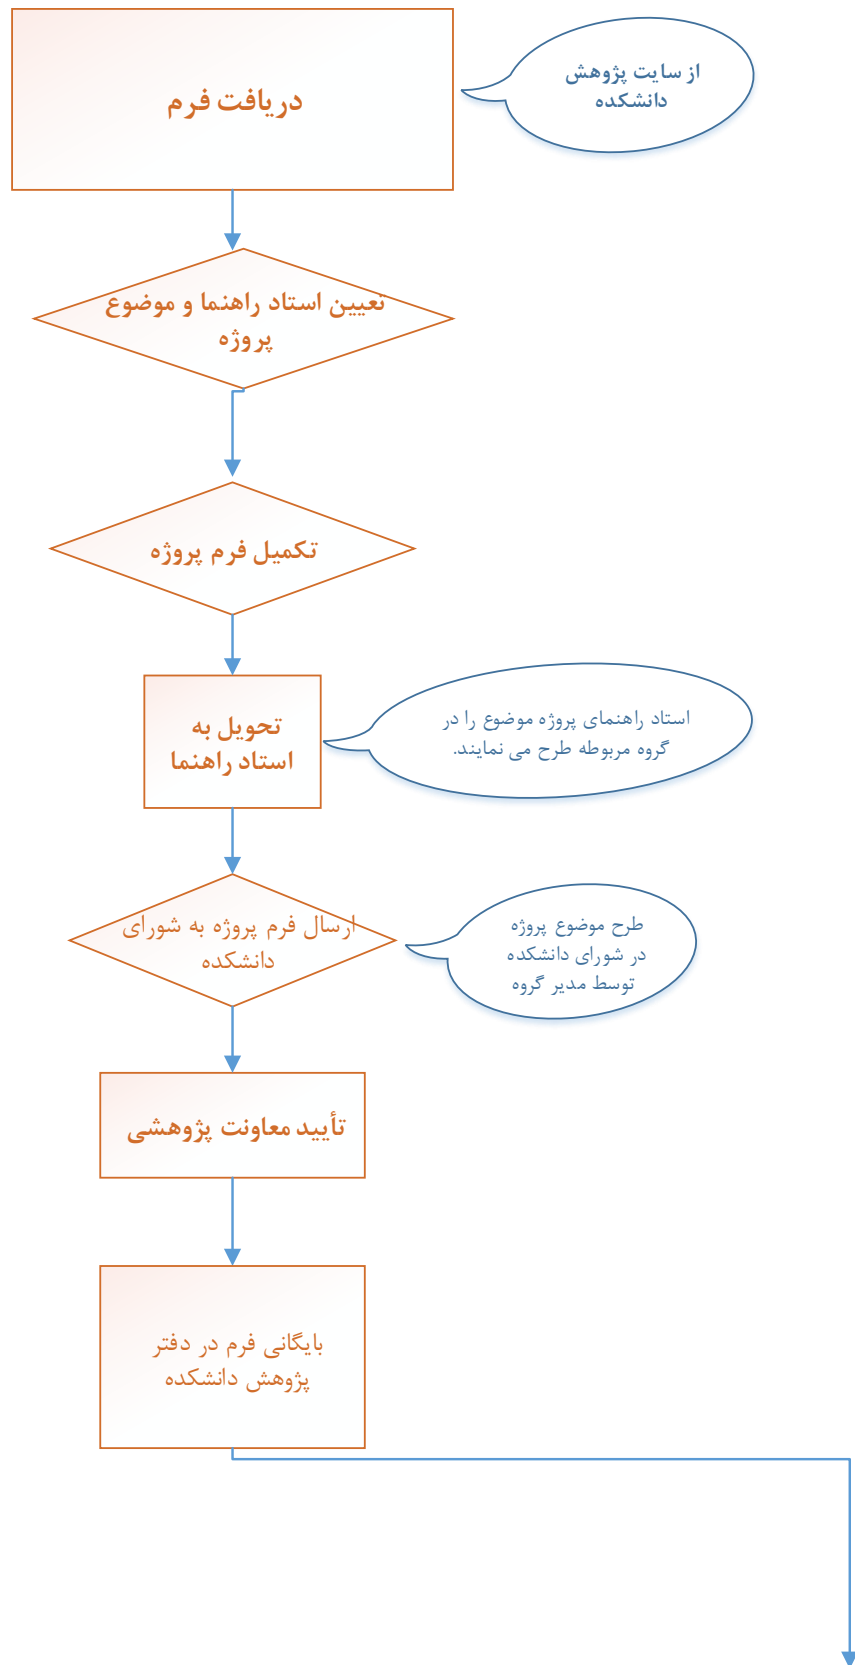 دریافت فرم
از سایت پژوهش
دانشکده
تعیین استاد راهنما و موضوع
پروژه
تکمیل فرم پروژه
تحویل به
استاد راهنما
استاد راهنمای پروژه موضوع را در
گروه مربوطه طرح می نمایند.
ارسال فرم پروژه به شورای
دانشکده
طرح موضوع پروژه
در شورای دانشکده
توسط مدیر گروه
تأیید معاونت پژوهشی
بایگانی فرم در دفتر
پژوهش دانشکده